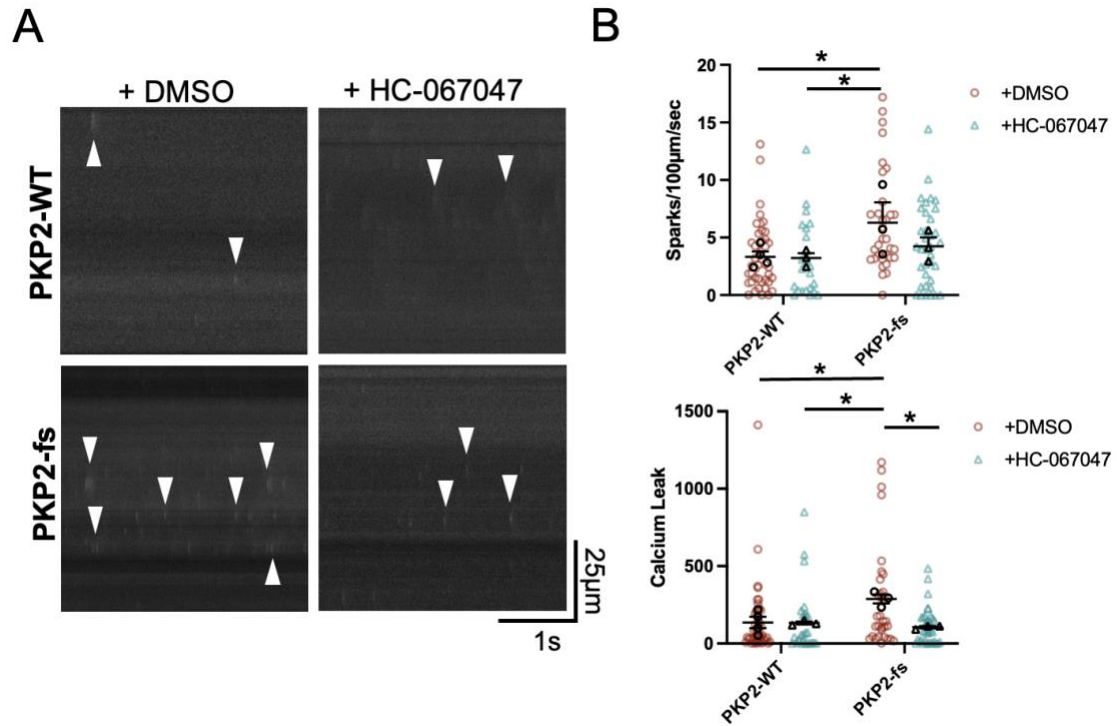 A
+ DMSO
+ HC-067047
PKP2-WT
PKP2-fs
25µm
1s
B
*
*
20
15
10
5
0
Sparks/100µm/sec
+DMSO
+HC-067047
PKP2-WT
PKP2-fs
*
*
*
1500
1000
500
0
Calcium Leak
+DMSO
+HC-067047
PKP2-WT
PKP2-fs